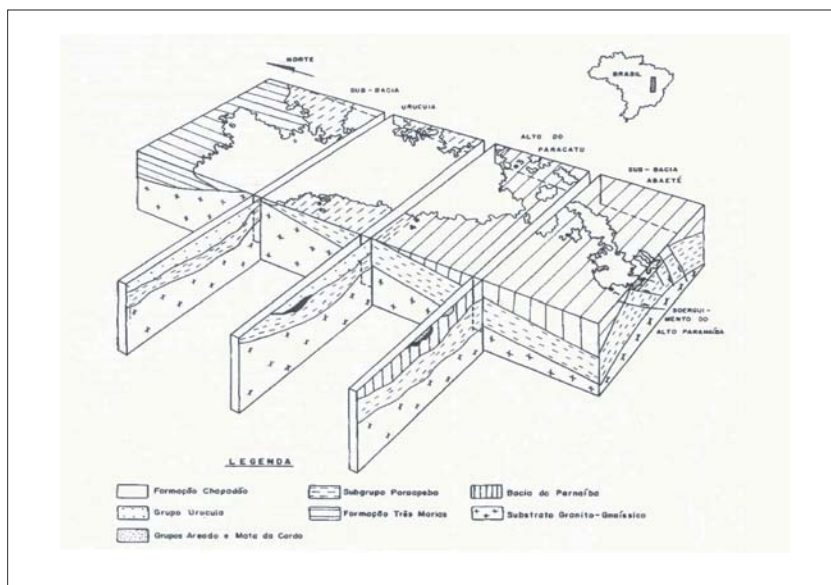 NORTE
BRASIL
SUB-BACIA
URUCUIA
ALTO DO
PARACATU
SUB-BACIA
ABAETÉ
SOERGUI-
MENTO DO
ALTO PARANAÍBA
LEGENDA
Formação Chapadão
Subgrupo Paraopeba
Bacia do Parnaíba
Grupo Urucuia
Formação Três Marias
Substrato Granito-Gnáissico
Grupos Areado e Mata da Corda